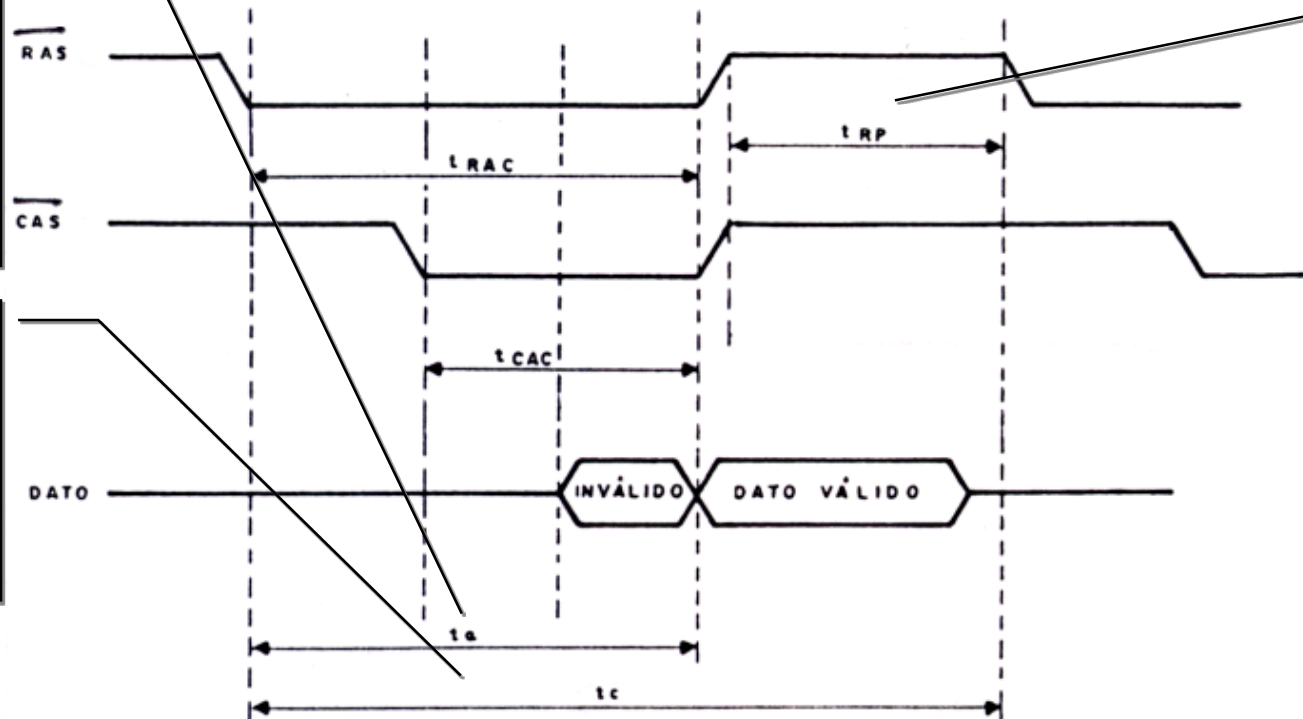 RAS
t RP
t RAC
CAS
t CAC
DATO
INVÁLIDO
DATO VÁLIDO
ta
tc